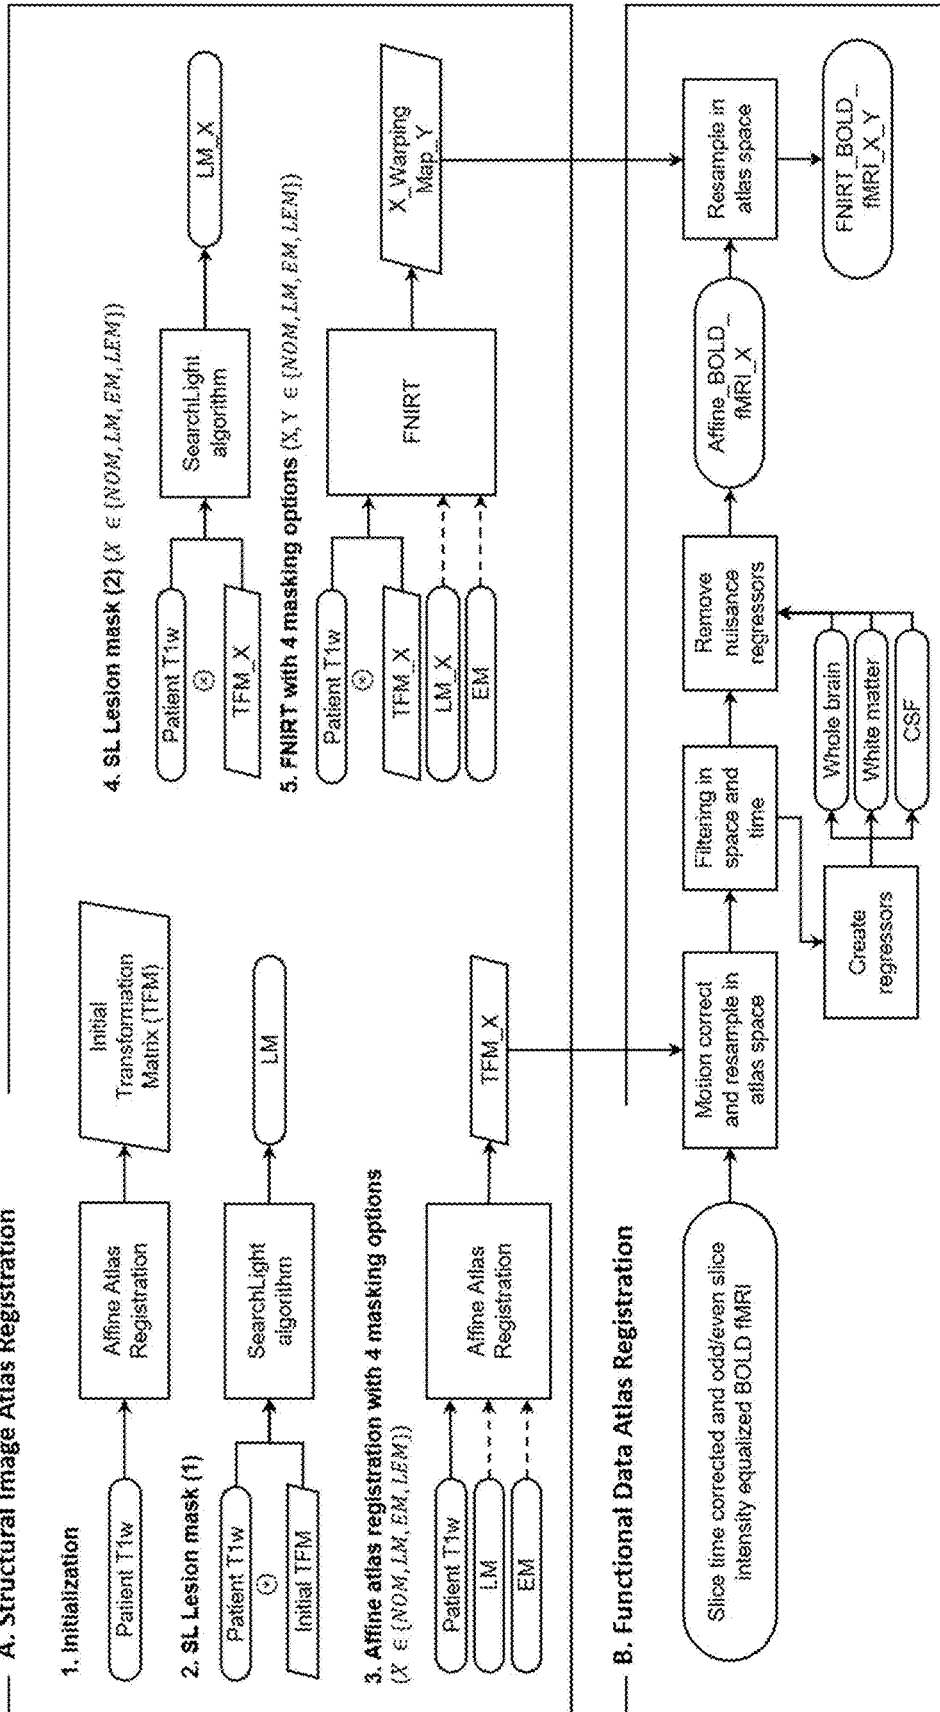 A. Structural Image Atlas Registration
1. Initialization
Patient T1w
Affine Atlas
Registration
Initial
Transformation
Matrix (TFM)
2. SL Lesion mask (1)
Patient T1w
Initial TFM
SearchLight
algorithm
LM
3. Affine atlas registration with 4 masking options
(X ∈ {NOM, LM, EM, LEM})
Patient T1w
LM
EM
Affine Atlas
Registration
TFM_X
4. SL Lesion mask (2) (X ∈ {NOM, LM, EM, LEM})
Patient T1w
TFM_X
SearchLight
algorithm
LM_X
5. FNIRT with 4 masking options (X,Y ∈ {NOM, LM, EM, LEM})
Patient T1w
TFM_X
LM_X
EM
FNIRT
X_Warping
Map_Y
B. Functional Data Atlas Registration
Slice time corrected and odd/even slice
intensity equalized BOLD fMRI
Motion correct
and resample in
atlas space
Filtering in
space and
time
Create
regressors
Whole brain
White matter
CSF
Remove
nuisance
regressors
Affine_BOLD_
fMRI_X
Resample in
atlas space
FNIRT_BOLD_
fMRI_X_Y